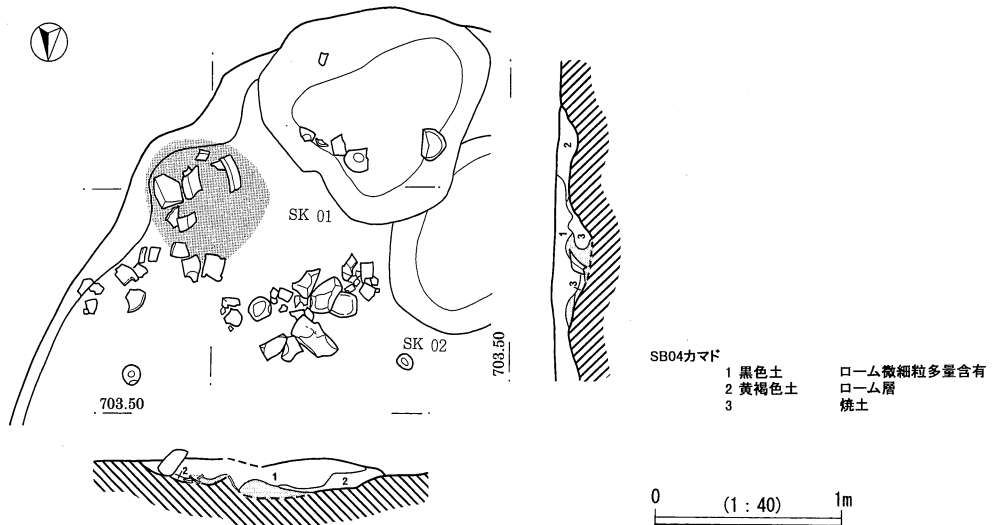 SK 01
SK 02
703.50
703.50
2
1
3
3
2
1
2
SB04カマド
1 黒色土 ローム微細粒多量含有
2 黄褐色土 ローム層
3 焼土
0 (1：40) 1m